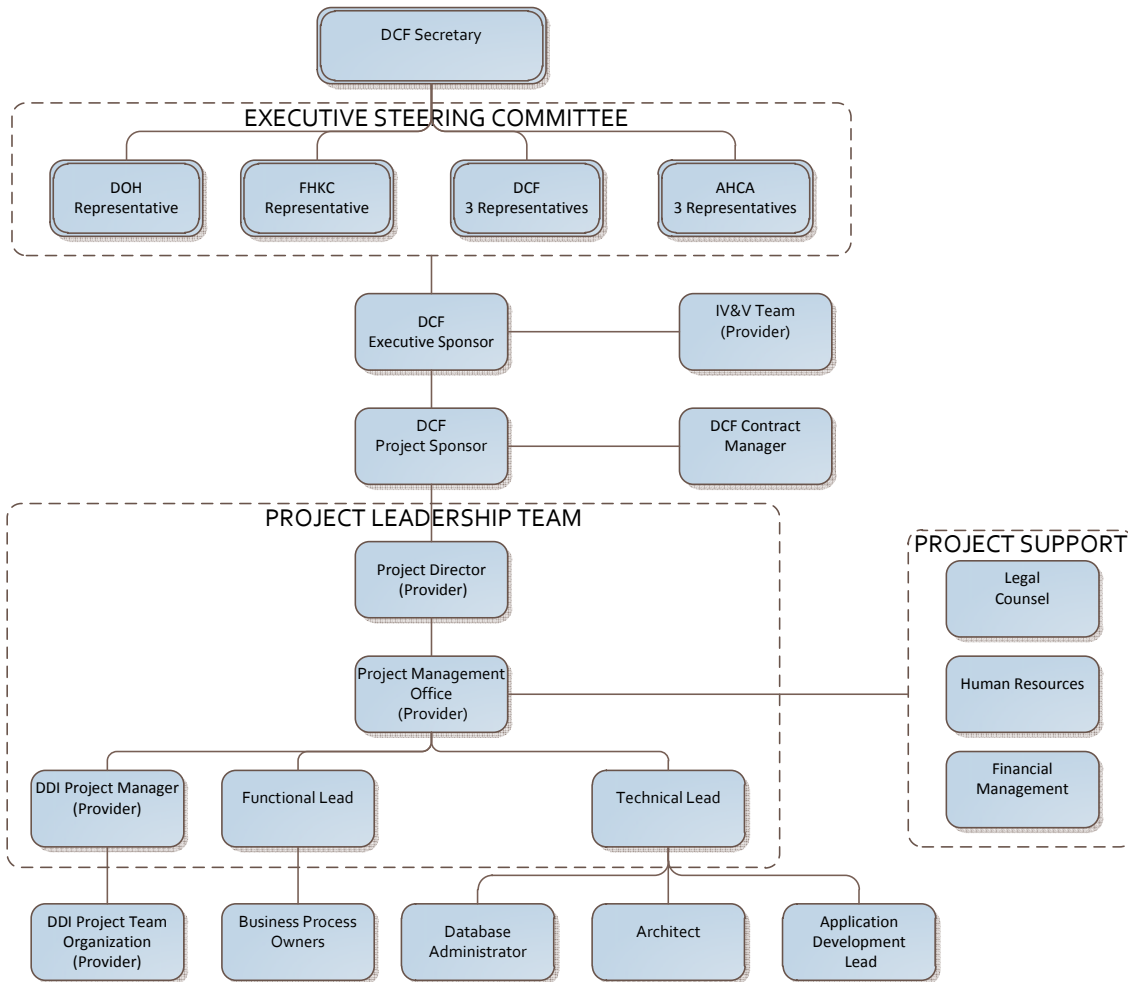 DCF Secretary
EXECUTIVE STEERING COMMITTEE
DOH
Representative
FHKC
Representative
DCF
3 Representatives
AHCA
3 Representatives
DCF
Executive Sponsor
IV&V Team
(Provider)
DCF
Project Sponsor
DCF Contract
Manager
PROJECT LEADERSHIP TEAM
Project Director
(Provider)
Project Management
Office
(Provider)
PROJECT SUPPORT
Legal
Counsel
Human Resources
Financial
Management
DDI Project Manager
(Provider)
Functional Lead
Technical Lead
DDI Project Team
Organization
(Provider)
Business Process
Owners
Database
Administrator
Architect
Application
Development
Lead